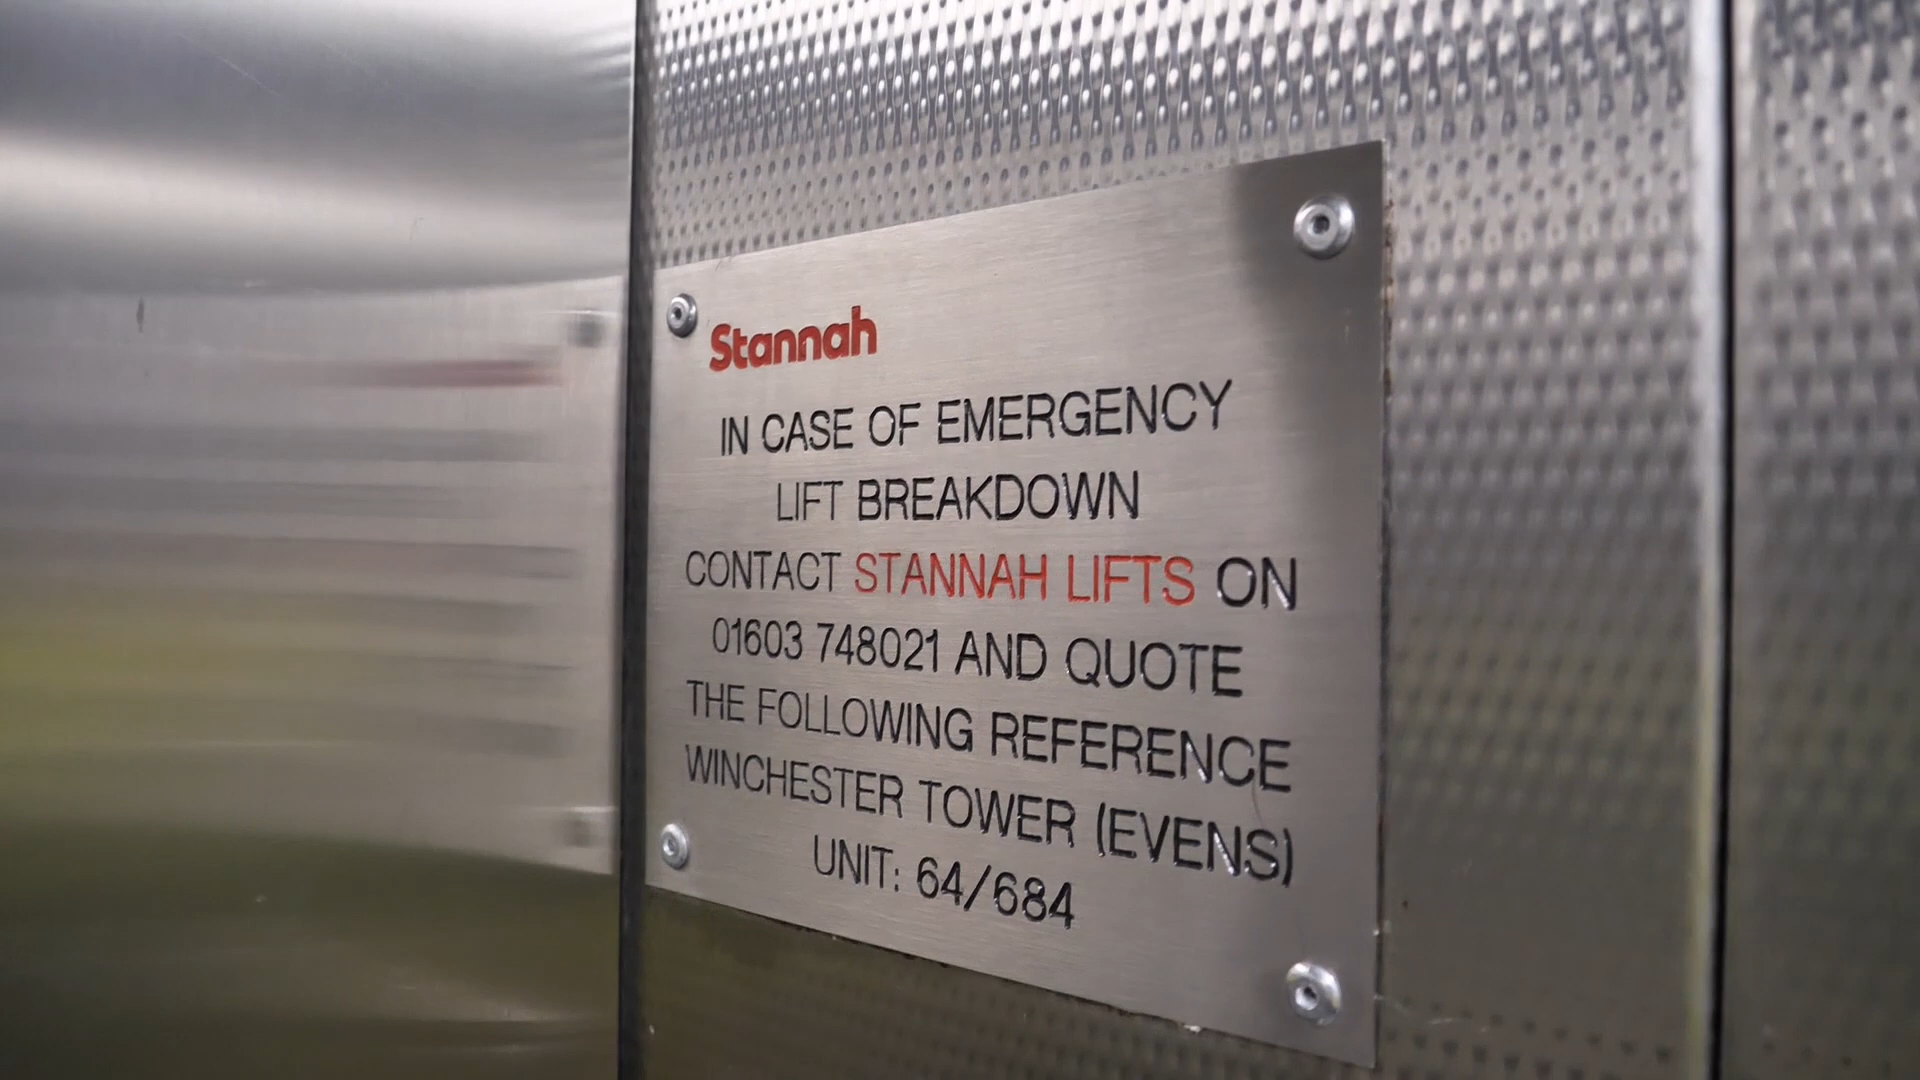 Stannah
IN CASE OF EMERGENCY
LIFT BREAKDOWN
CONTACT STANNAH LIFTS ON
01603 748021 AND QUOTE
THE FOLLOWING REFERENCE
WINCHESTER TOWER (EVENS)
UNIT: 64/684